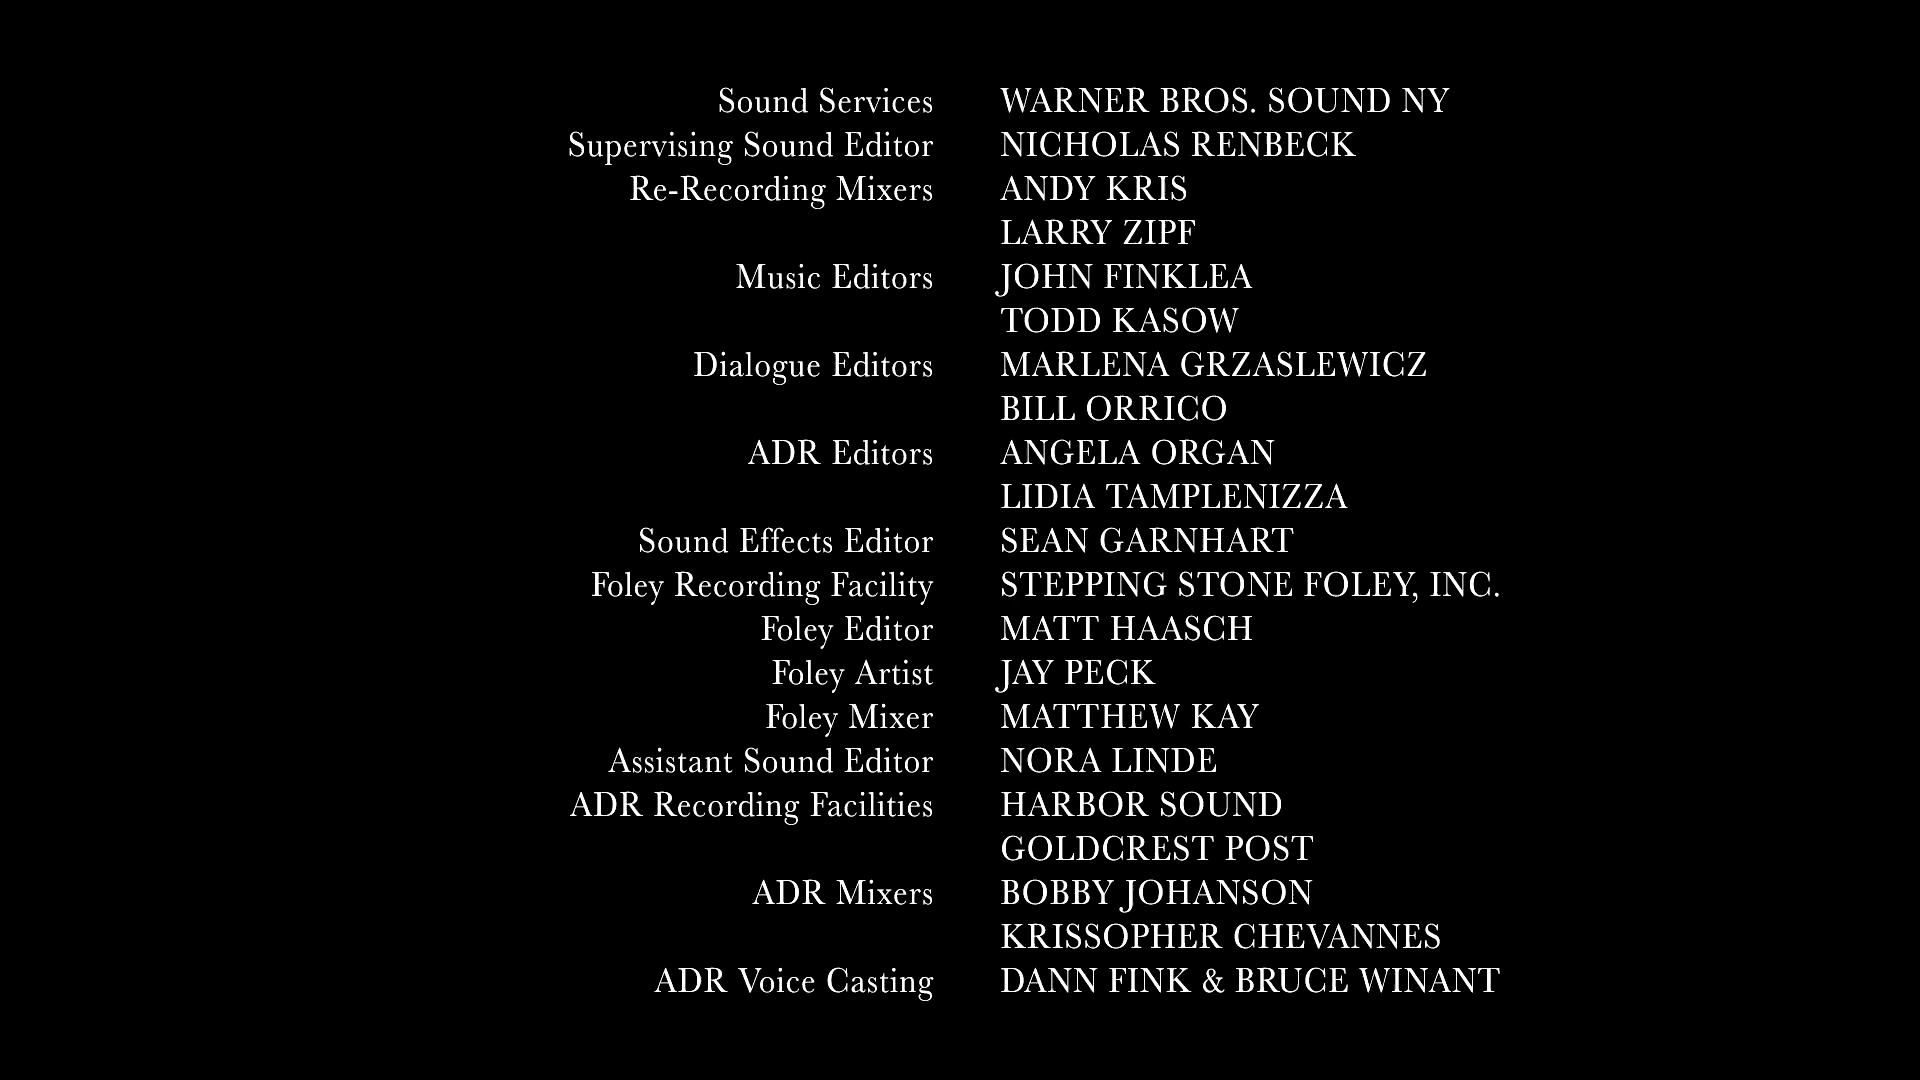 Sound Services WARNER BROS. SOUND NY
Supervising Sound Editor NICHOLAS RENBECK
Re-Recording Mixers ANDY KRIS
LARRY ZIPF
Music Editors JOHN FINKLEA
TODD KASOW
Dialogue Editors MARLENA GRZASLEWICZ
BILL ORRICO
ADR Editors ANGELA ORGAN
LIDIA TAMPLENIZZA
Sound Effects Editor SEAN GARNHART
Foley Recording Facility STEPPING STONE FOLEY, INC.
Foley Editor MATT HAASCH
Foley Artist JAY PECK
Foley Mixer MATTHEW KAY
Assistant Sound Editor NORA LINDE
ADR Recording Facilities HARBOR SOUND
GOLDCREST POST
ADR Mixers BOBBY JOHANSON
KRISSOPHER CHEVANNES
ADR Voice Casting DANN FINK & BRUCE WINANT